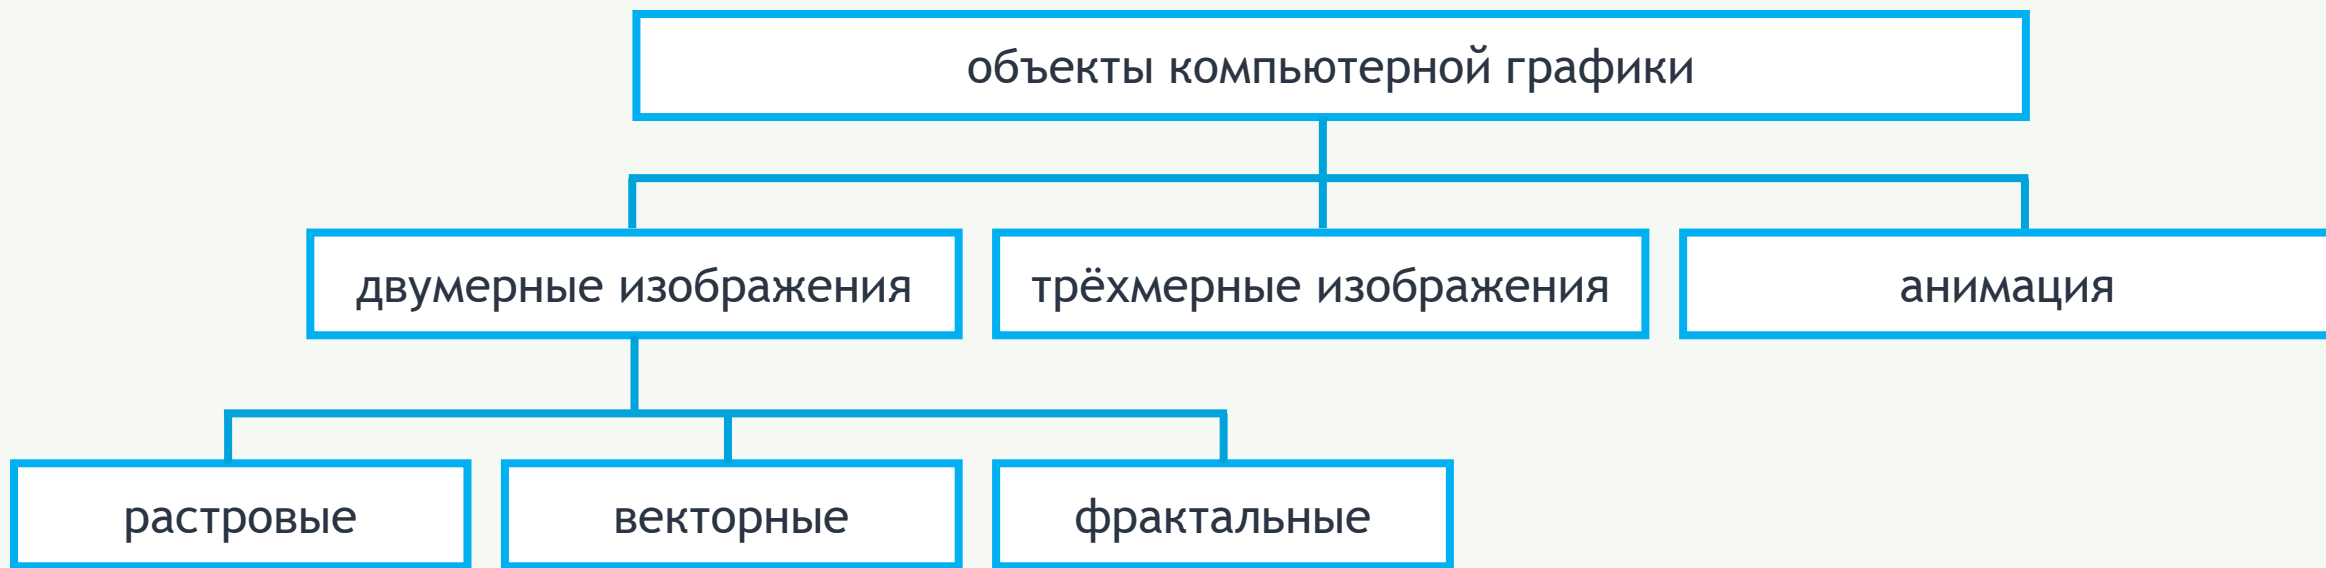 объекты компьютерной графики
двумерные изображения
трёхмерные изображения
анимация
растровые
векторные
фрактальные